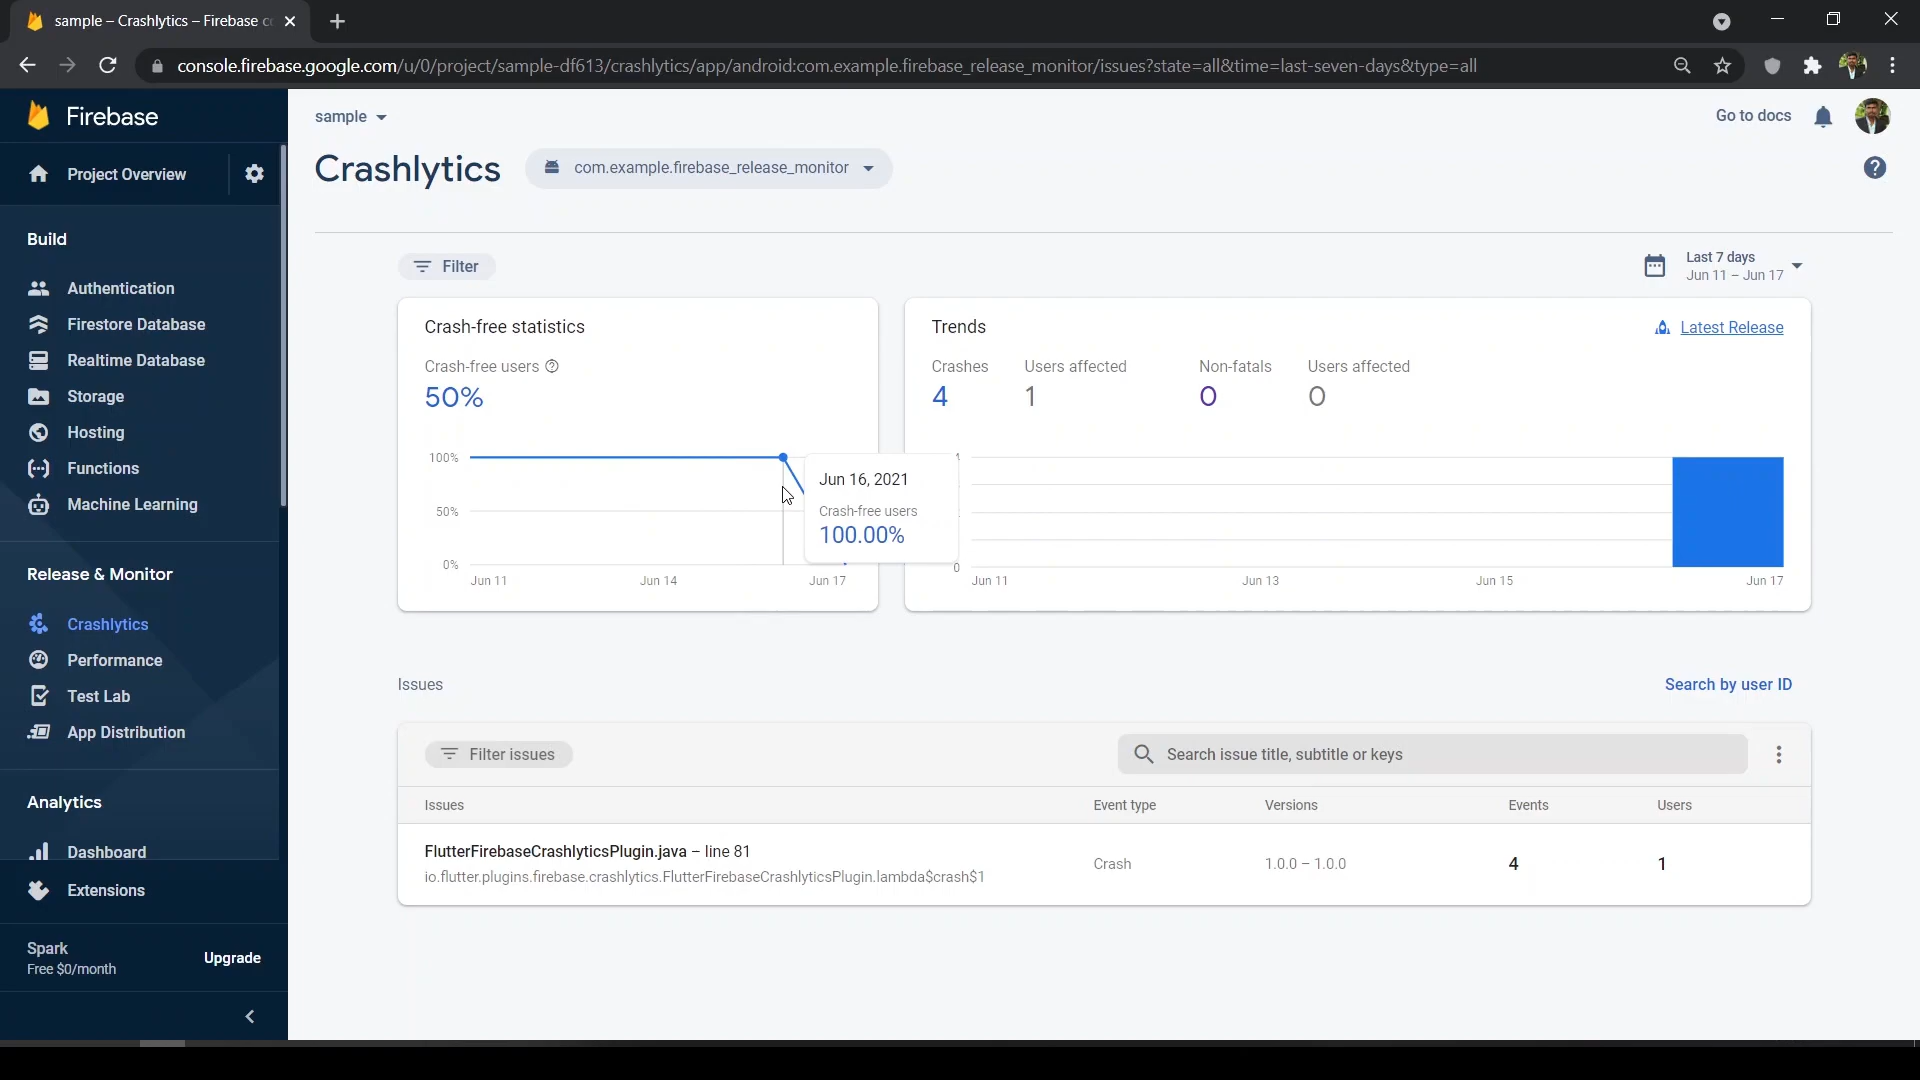 sample – Crashlytics – Firebase c
console.firebase.google.com/u/0/project/sample-df613/crashlytics/app/android:com.example.firebase_release_monitor/issues?state=all&time=last-seven-days&type=all
Firebase
Project Overview
Build
Authentication
Firestore Database
Realtime Database
Storage
Hosting
Functions
Machine Learning
Release & Monitor
Crashlytics
Performance
Test Lab
App Distribution
Analytics
Dashboard
Extensions
Spark
Free $0/month
Upgrade
sample
Go to docs
Crashlytics
com.example.firebase_release_monitor
Filter
Last 7 days
Jun 11 – Jun 17
Crash-free statistics
Crash-free users
50%
100%
50%
0%
Jun 11
Jun 14
Jun 17
Jun 16, 2021
Crash-free users
100.00%
Trends
Latest Release
Crashes
4
Users affected
1
Non-fatals
0
Users affected
0
0
Jun 11
Jun 13
Jun 15
Jun 17
Issues
Search by user ID
Filter issues
Search issue title, subtitle or keys
Issues
Event type
Versions
Events
Users
FlutterFirebaseCrashlyticsPlugin.java – line 81
io.flutter.plugins.firebase.crashlytics.FlutterFirebaseCrashlyticsPlugin.lambda$crash$1
Crash
1.0.0 – 1.0.0
4
1